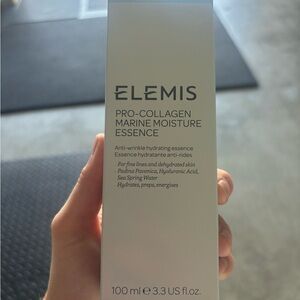 ELEMIS
PRO-COLLAGEN
MARINE MOISTURE
ESSENCE
Anti-wrinkle hydrating essence
Essence hydratante anti-rides
For fine lines and dehydrated skin
Padina Pavonica, Hyaluronic Acid,
Sea Spring Water
Hydrates, preps, energises
100 ml ℮ 3.3 US fl.oz.